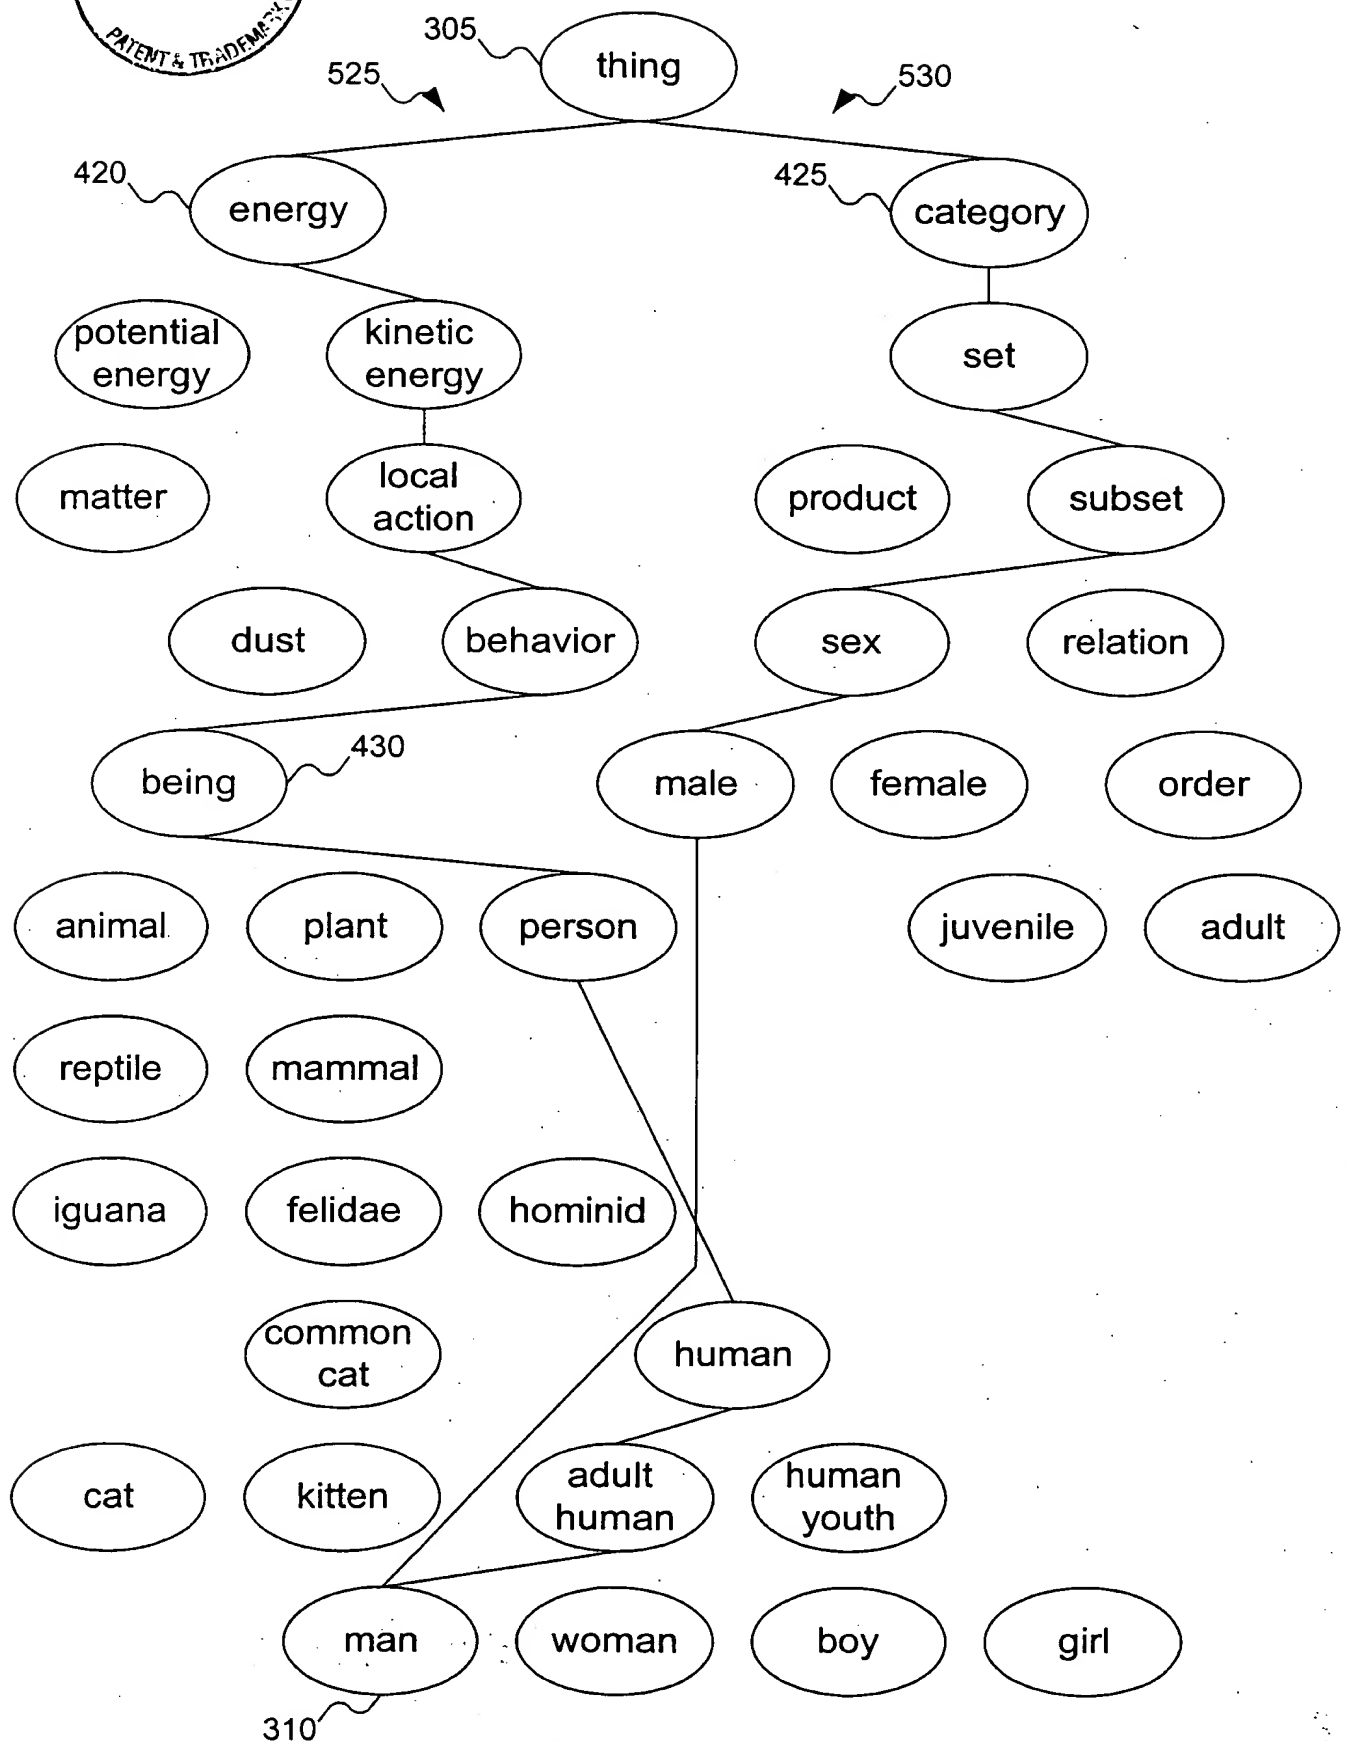 PATENT & TRADEMARK
305
thing
525
530
420
energy
425
category
potential
energy
kinetic
energy
set
matter
local
action
product
subset
dust
behavior
sex
relation
being
430
male
female
order
animal
plant
person
juvenile
adult
reptile
mammal
iguana
felidae
hominid
common
cat
human
cat
kitten
adult
human
human
youth
man
woman
boy
girl
310